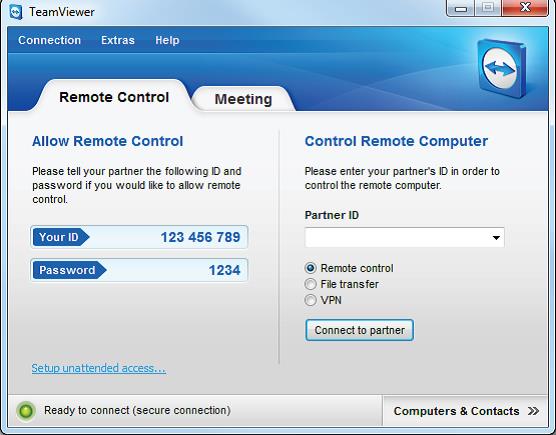 TeamViewer
Connection Extras Help
Remote Control Meeting
Allow Remote Control
Please tell your partner the following ID and
password if you would like to allow remote
control.
Your ID 123 456 789
Password 1234
Setup unattended access...
Control Remote Computer
Please enter your partner's ID in order to
control the remote computer.
Partner ID
Remote control
File transfer
VPN
Connect to partner
Ready to connect (secure connection)
Computers & Contacts »